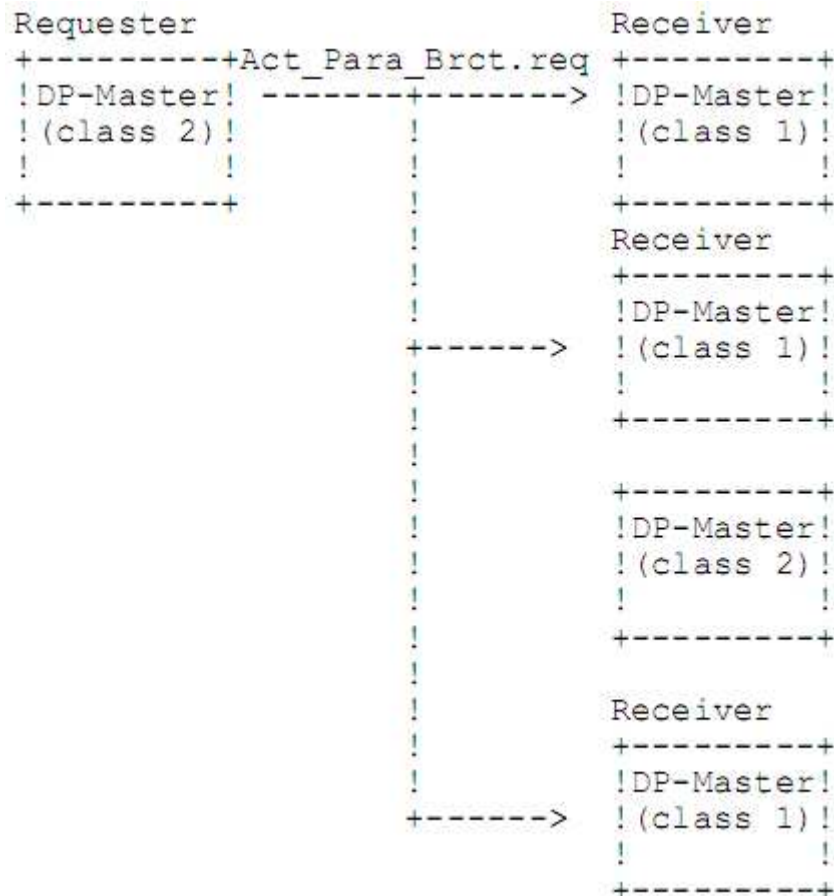 Requester Receiver
+---------+Act_Para_Brct.req +---------+
!DP-Master! -------+-------> !DP-Master!
!(class 2)! ! !(class 1)!
! ! ! ! !
+---------+ ! +---------+
! Receiver
! +---------+
! !DP-Master!
+------> !(class 1)!
! ! !
! +---------+
!
! +---------+
! !DP-Master!
! !(class 2)!
! ! !
! +---------+
!
! Receiver
! +---------+
! !DP-Master!
+------> !(class 1)!
! !
+---------+